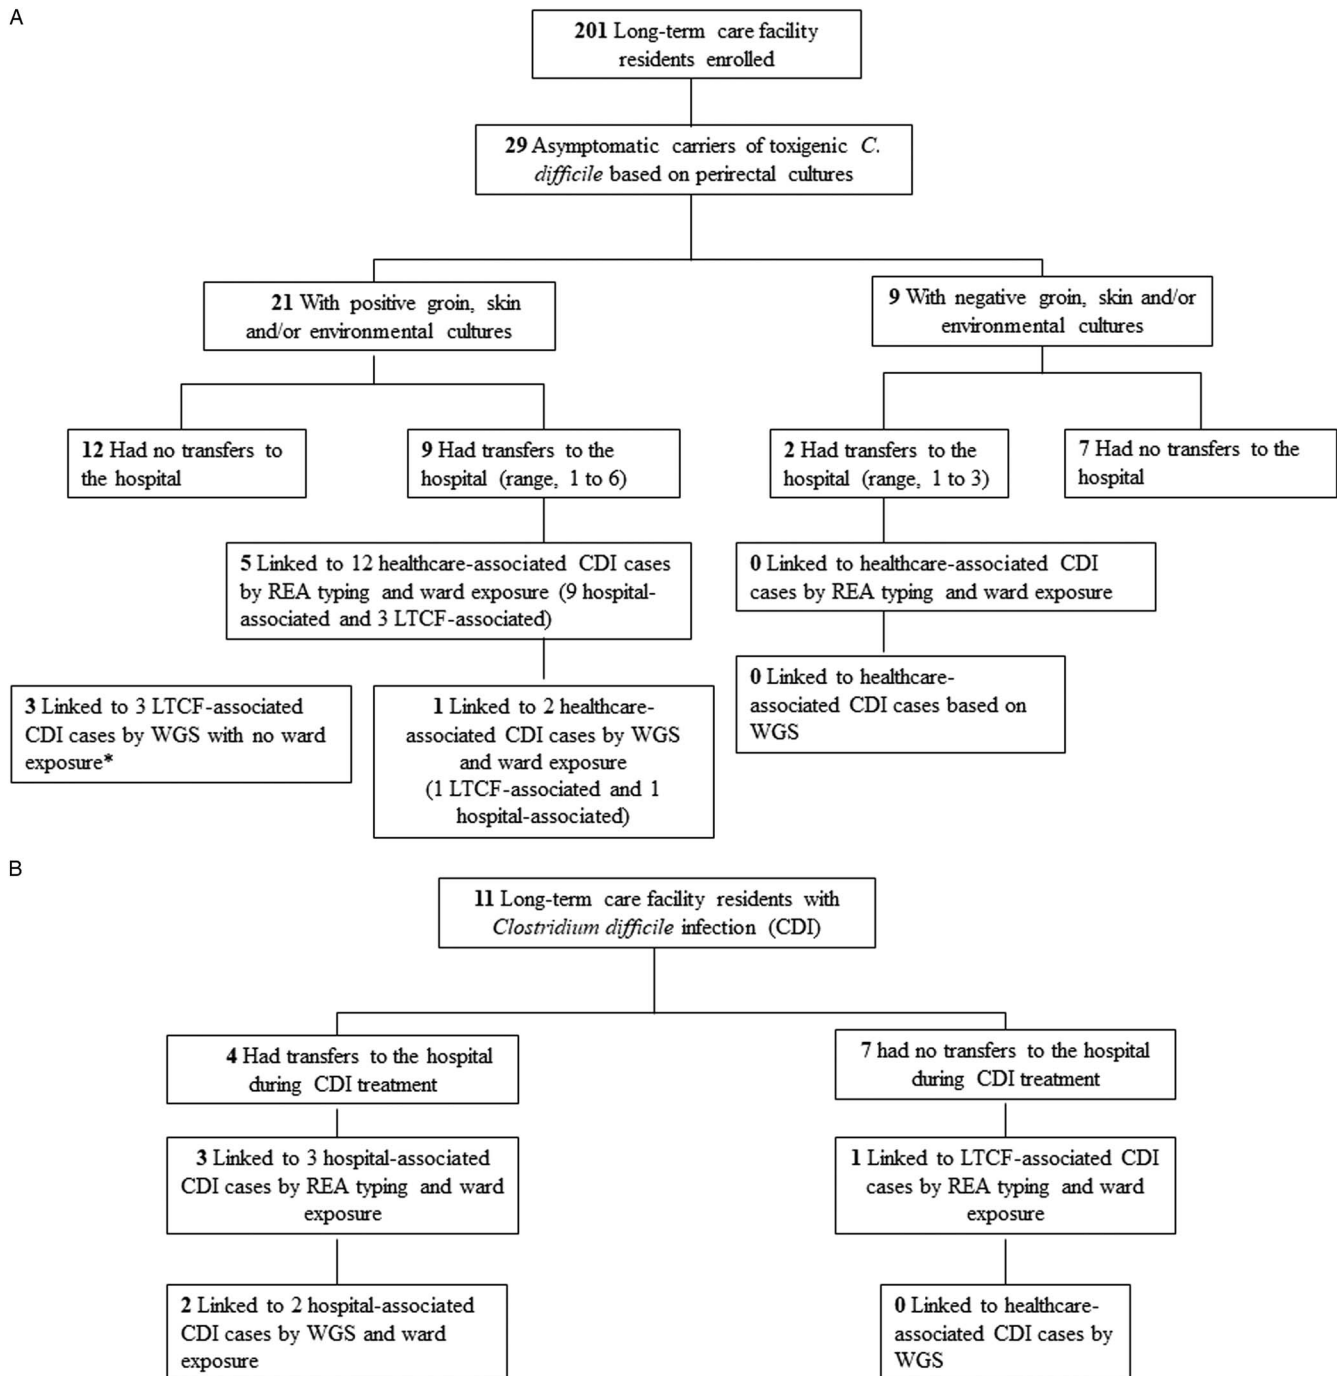 A
201 Long-term care facility
residents enrolled
29 Asymptomatic carriers of toxigenic C.
difficile based on perirectal cultures
21 With positive groin, skin
and/or environmental cultures
9 With negative groin, skin and/or
environmental cultures
12 Had no transfers to
the hospital
9 Had transfers to the
hospital (range, 1 to 6)
2 Had transfers to the
hospital (range, 1 to 3)
7 Had no transfers to the
hospital
5 Linked to 12 healthcare-associated CDI cases
by REA typing and ward exposure (9 hospital-
associated and 3 LTCF-associated)
0 Linked to healthcare-associated CDI
cases by REA typing and ward exposure
3 Linked to 3 LTCF-associated
CDI cases by WGS with no ward
exposure*
1 Linked to 2 healthcare-
associated CDI cases by WGS
and ward exposure
(1 LTCF-associated and 1
hospital-associated)
0 Linked to healthcare-
associated CDI cases based on
WGS
B
11 Long-term care facility residents with
Clostridium difficile infection (CDI)
4 Had transfers to the hospital
during CDI treatment
7 had no transfers to the hospital
during CDI treatment
3 Linked to 3 hospital-associated
CDI cases by REA typing and ward
exposure
1 Linked to LTCF-associated CDI
cases by REA typing and ward
exposure
2 Linked to 2 hospital-associated
CDI cases by WGS and ward
exposure
0 Linked to healthcare-
associated CDI cases by
WGS